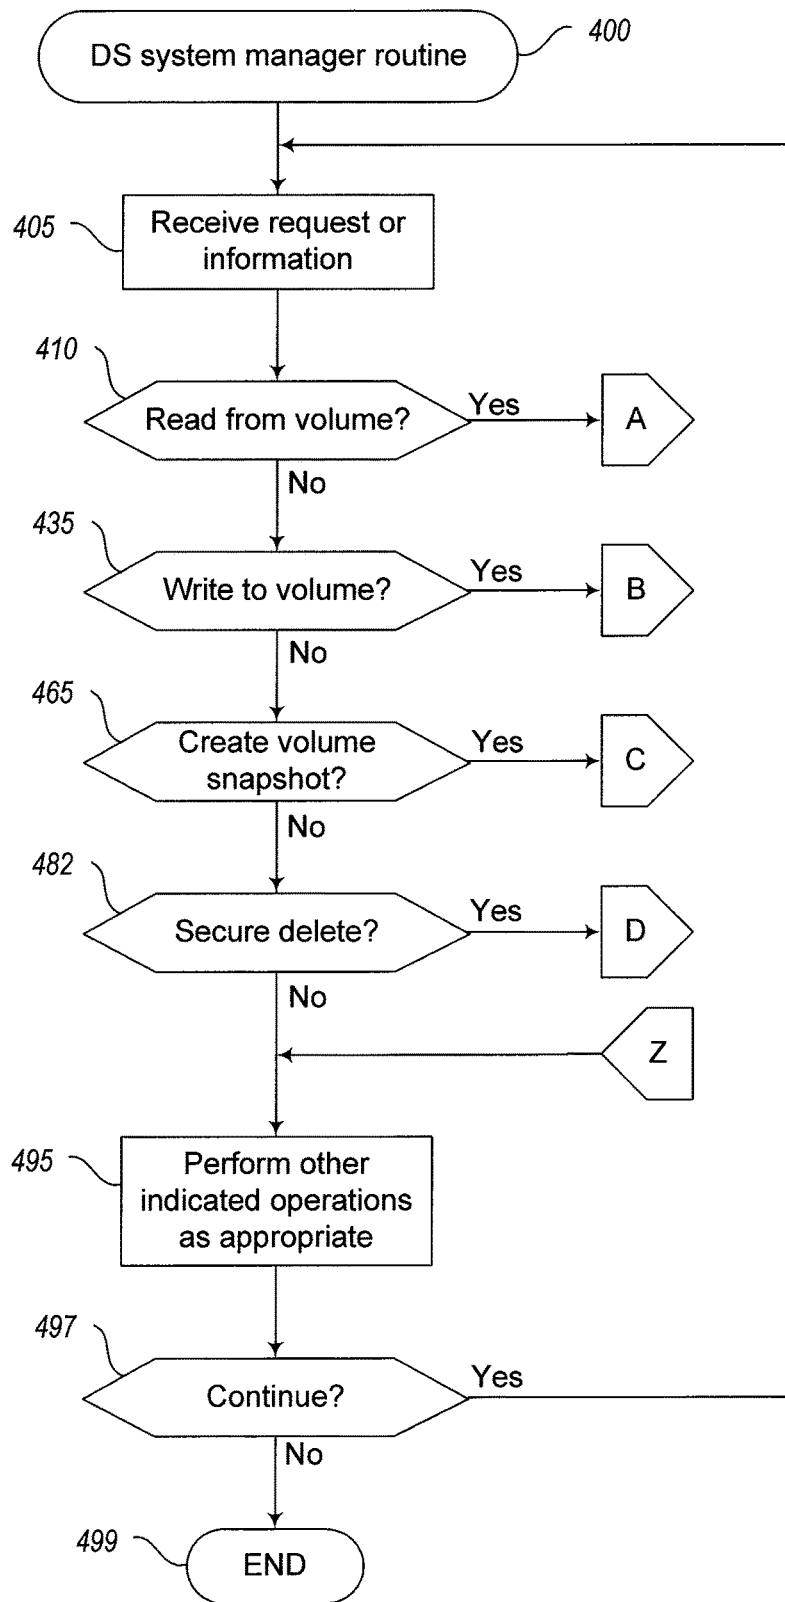 DS system manager routine
400
405
Receive request or
information
410
Read from volume?
Yes
A
No
435
Write to volume?
Yes
B
No
465
Create volume
snapshot?
Yes
C
No
482
Secure delete?
Yes
D
No
Z
495
Perform other
indicated operations
as appropriate
497
Continue?
Yes
No
499
END